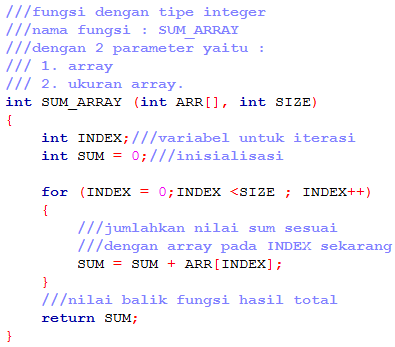 ///fungsi dengan tipe integer
///nama fungsi : SUM_ARRAY
///dengan 2 parameter yaitu :
/// 1. array
/// 2. ukuran array.
int SUM_ARRAY (int ARR[], int SIZE)
{
    int INDEX;///variabel untuk iterasi
    int SUM = 0;///inisialisasi

    for (INDEX = 0;INDEX <SIZE ; INDEX++)
    {
        ///jumlahkan nilai sum sesuai
        ///dengan array pada INDEX sekarang
        SUM = SUM + ARR[INDEX];
    }
    ///nilai balik fungsi hasil total
    return SUM;
}